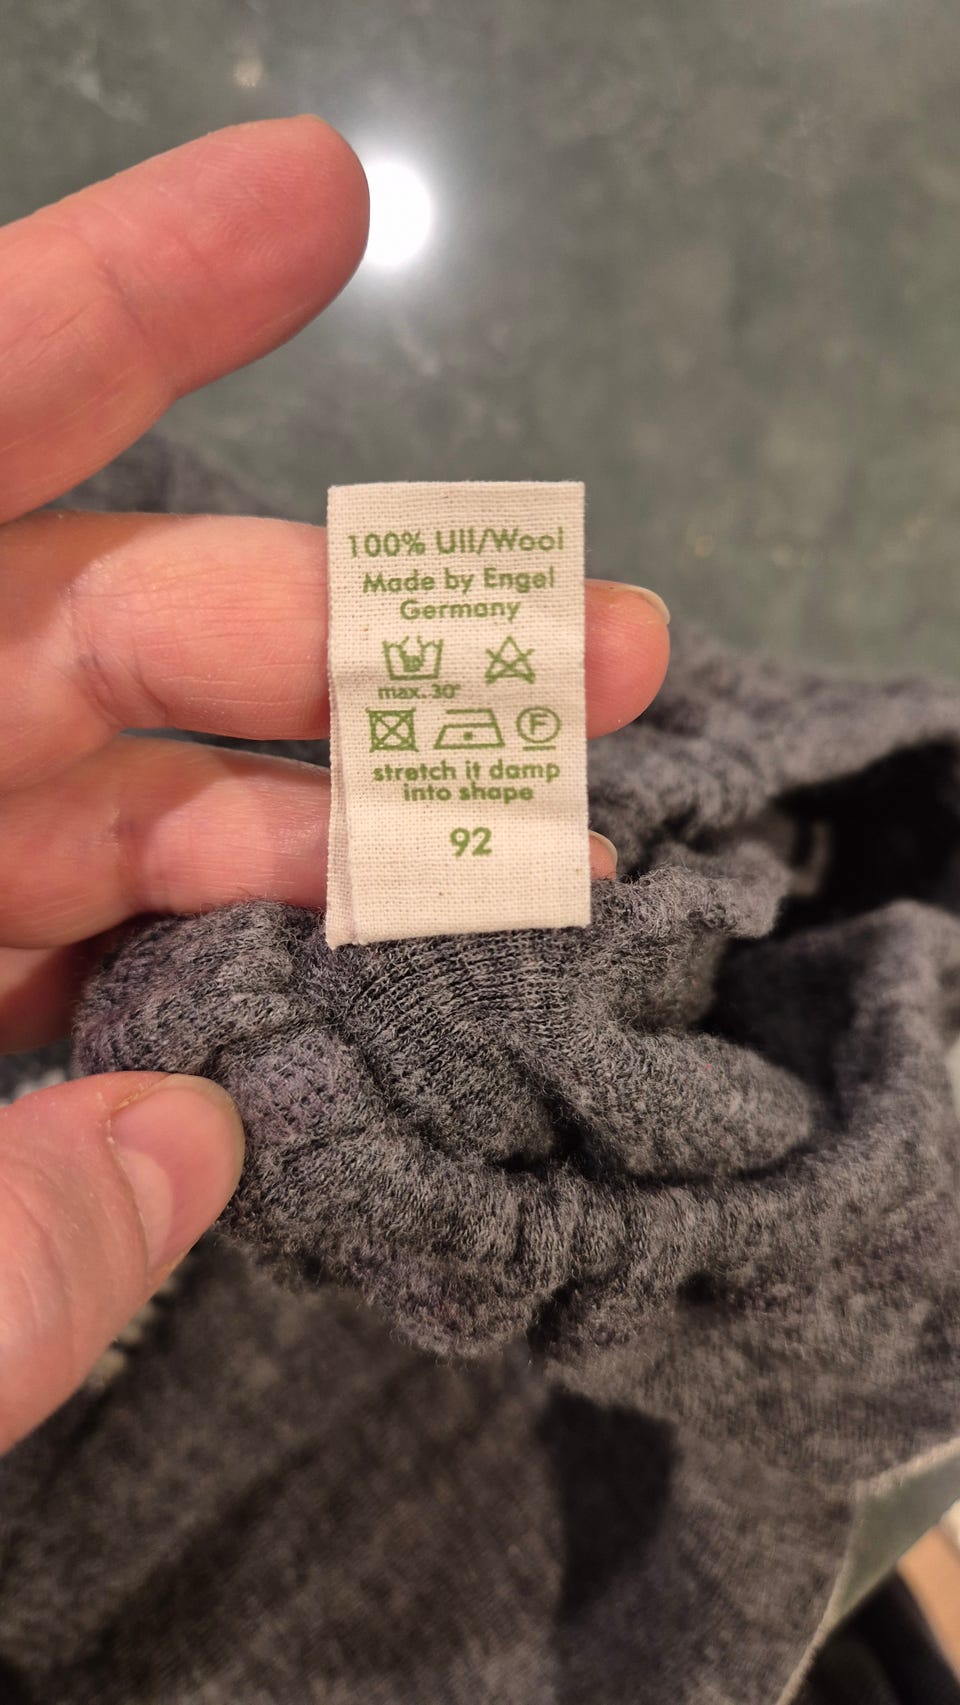 100% Ull/Wool
Made by Engel
Germany
max. 30°
F
stretch it damp
into shape
92